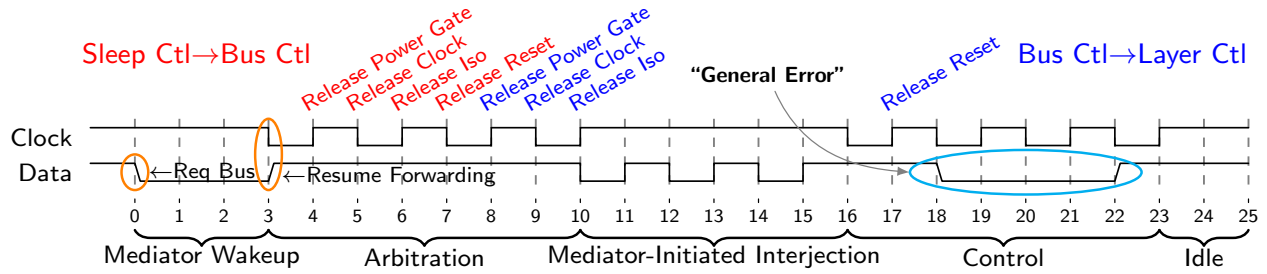 Sleep Ctl→Bus Ctl
Release Power Gate
Release Clock
Release Iso
Release Reset
Release Power Gate
Release Clock
Release Iso
“General Error”
Release Reset
Bus Ctl→Layer Ctl
Clock
Data
←Req Bus
←Resume Forwarding
0 1 2 3 4 5 6 7 8 9 10 11 12 13 14 15 16 17 18 19 20 21 22 23 24 25
Mediator Wakeup Arbitration Mediator-Initiated Interjection Control Idle